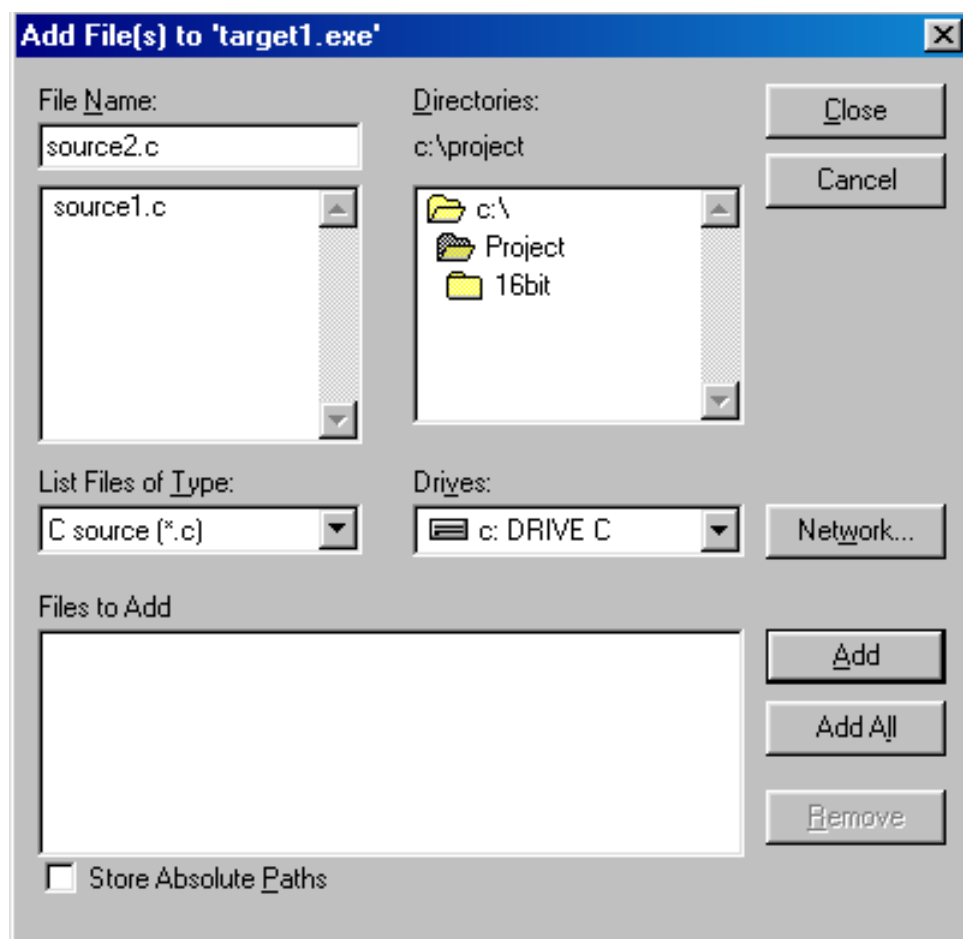 Add File(s) to 'target1.exe'
File Name:
source2.c
source1.c
Directories:
c:\project
c:\
Project
16bit
Close
Cancel
List Files of Type:
C source (*.c)
Drives:
c: DRIVE C
Network...
Files to Add
Add
Add All
Remove
Store Absolute Paths